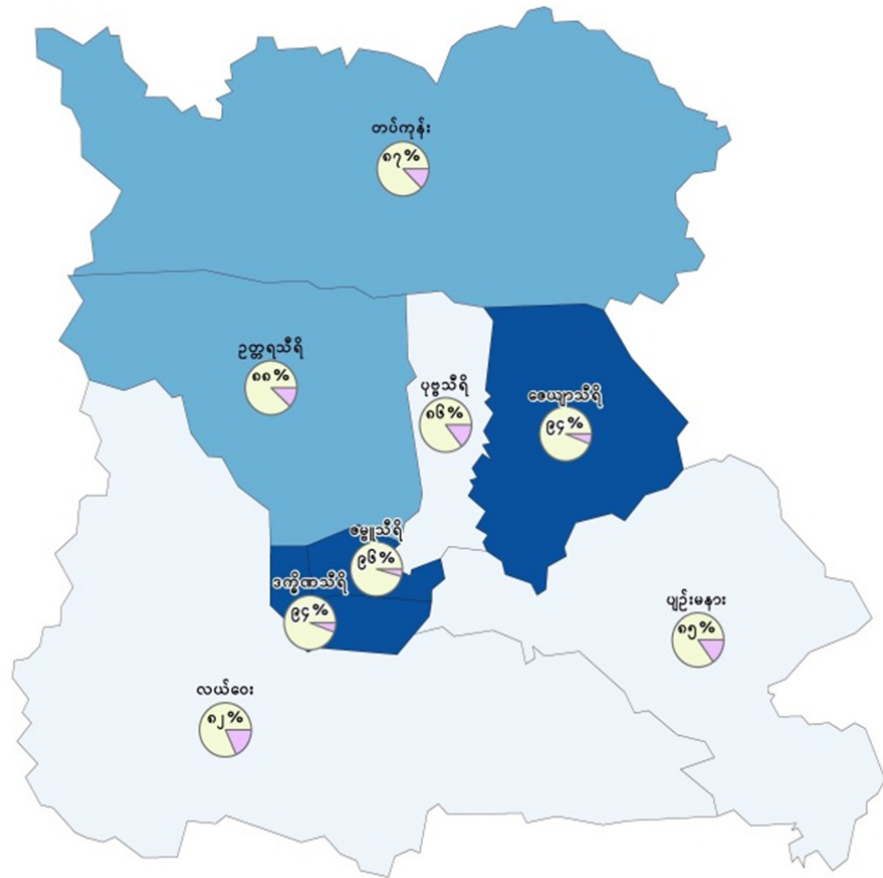 တပ်ကုန်း
၈၇%
ဥတ္တရသီရိ
၈၈%
ပုဗ္ဗသီရိ
၈၆%
ဇေယျာသီရိ
၉၄%
ဇမ္ဗူသီရိ
၉၆%
ဒက္ခိဏသီရိ
၉၄%
ပျဉ်းမနား
၈၅%
လယ်ဝေး
၈၂%